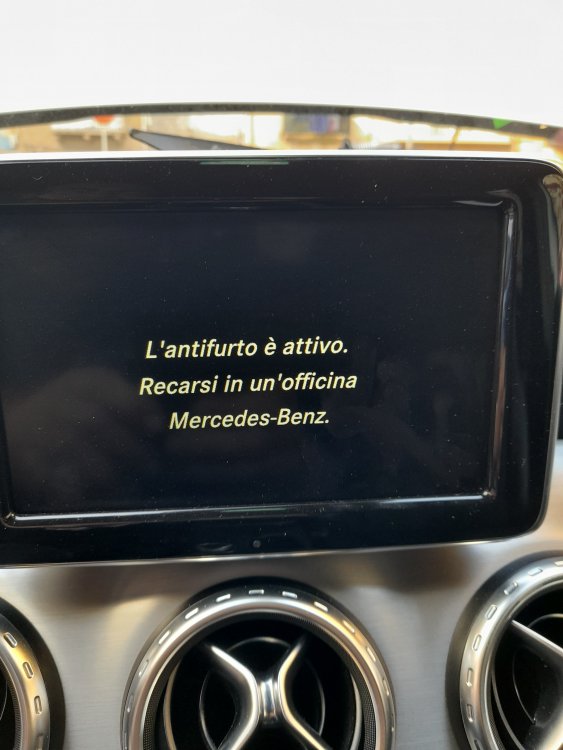 L'antifurto è attivo.
Recarsi in un'officina
Mercedes-Benz.